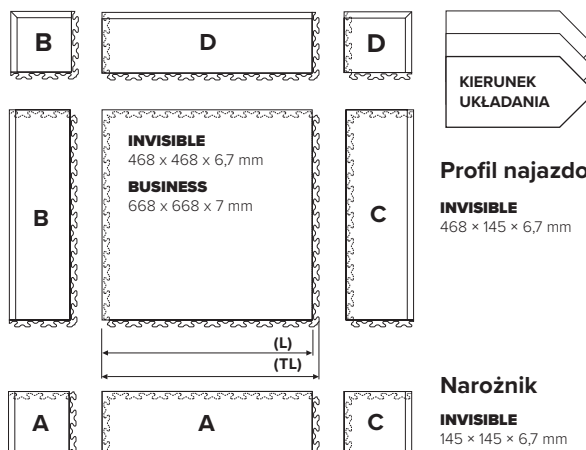 B
D
D
KIERUNEK
UKŁADANIA
INVISIBLE
468 x 468 x 6,7 mm
BUSINESS
668 x 668 x 7 mm
B
C
Profil najazdo
INVISIBLE
468 × 145 × 6,7 mm
(L)
(TL)
A
A
C
Narożnik
INVISIBLE
145 × 145 × 6,7 mm